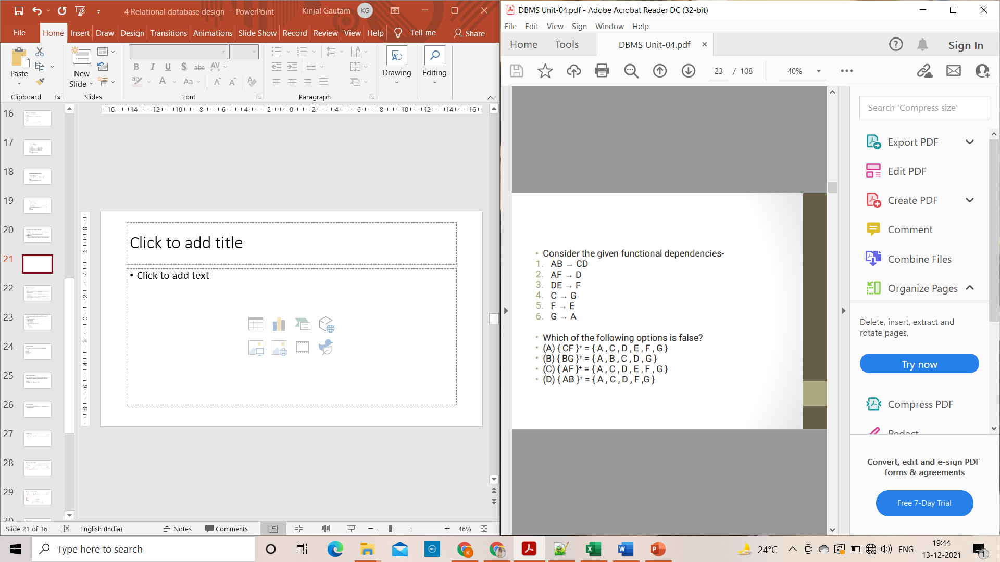 4 Relational database design - PowerPoint
Kinjal Gautam
KG
File
Home
Insert
Draw
Design
Transitions
Animations
Slide Show
Record
Review
View
Help
Tell me
Share
Paste
New
Slide
Drawing
Editing
Clipboard
Slides
Font
Paragraph
16
17
18
19
20
21
22
23
24
25
26
27
28
29
30
Click to add title
• Click to add text
Slide 21 of 36
English (India)
Notes
Comments
46%
DBMS Unit-04.pdf - Adobe Acrobat Reader DC (32-bit)
File Edit View Sign Window Help
Home
Tools
DBMS Unit-04.pdf
Sign In
23 / 108
40%
• Consider the given functional dependencies-
1. AB → CD
2. AF → D
3. DE → F
4. C → G
5. F → E
6. G → A
• Which of the following options is false?
• (A) { CF }⁺ = { A , C , D , E , F , G }
• (B) { BG }⁺ = { A , B , C , D , G }
• (C) { AF }⁺ = { A , C , D , E , F , G }
• (D) { AB }⁺ = { A , C , D , F ,G }
Search 'Compress size'
Export PDF
Edit PDF
Create PDF
Comment
Combine Files
Organize Pages
Delete, insert, extract and
rotate pages.
Try now
Compress PDF
Redact
Convert, edit and e-sign PDF
forms & agreements
Free 7-Day Trial
Type here to search
24°C
ENG
19:44
13-12-2021
1